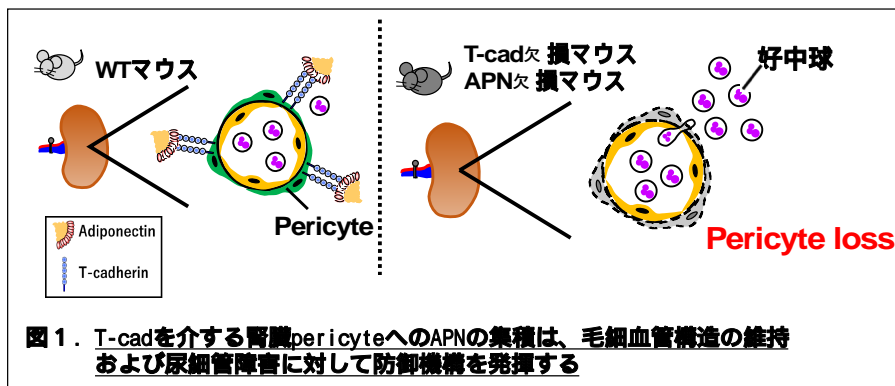 WTマウス
Pericyte
Adiponectin
T-cadherin
T-cad欠 損マウス
APN欠 損マウス
好中球
Pericyte loss
図1. T-cadを介する腎臓pericyteへのAPNの集積は、毛細血管構造の維持
および尿細管障害に対して防御機構を発揮する